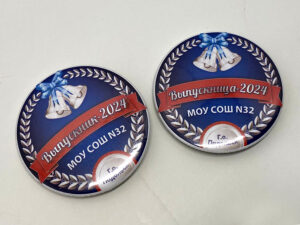 Выпускник-2024
МОУ СОШ N32
Г.о.
Выпускница-2024
МОУ СОШ N32
Г.о.